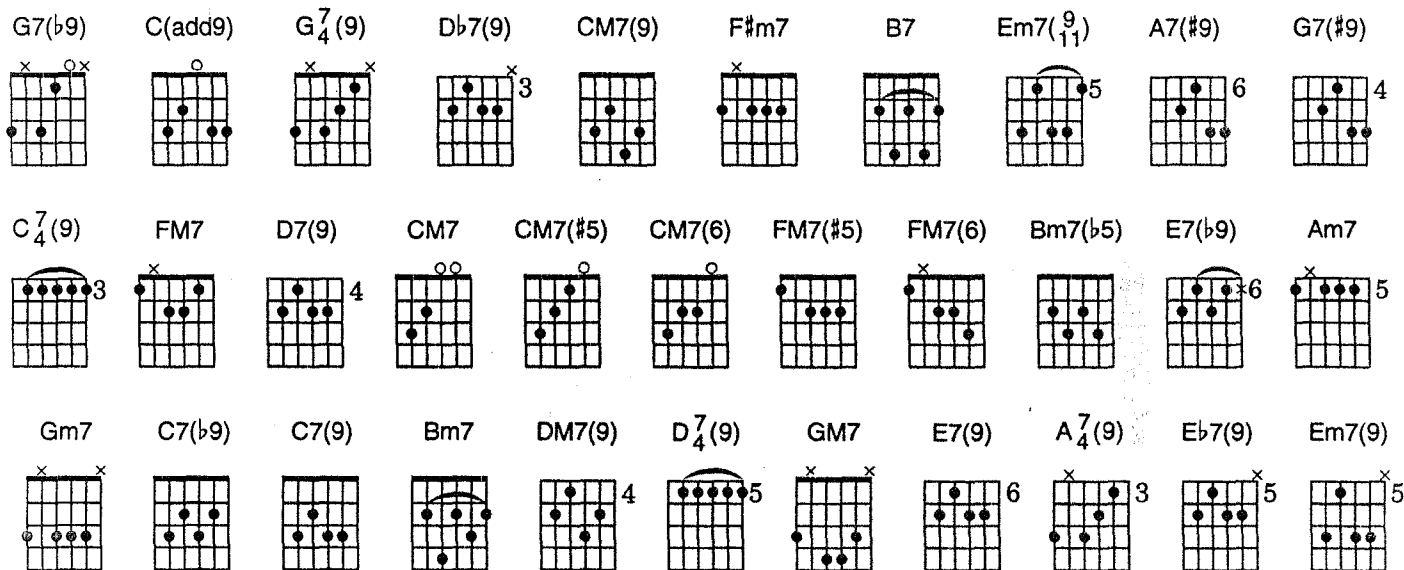 G7(♭9) C(add9) G7/4(9) D♭7(9) CM7(9) F#m7 B7 Em7(9/11) A7(#9) G7(#9)
× ○ × ○ × × × 3 × 5 6 4
C7/4(9) FM7 D7(9) CM7 CM7(#5) CM7(6) FM7(#5) FM7(6) Bm7(♭5) E7(♭9) Am7
3 × 4 ○ ○ ○ ○ × × 6 × 5
Gm7 C7(♭9) C7(9) Bm7 DM7(9) D7/4(9) GM7 E7(9) A7/4(9) E♭7(9) Em7(9)
× × 4 5 × × 6 × 3 × 5 × 5